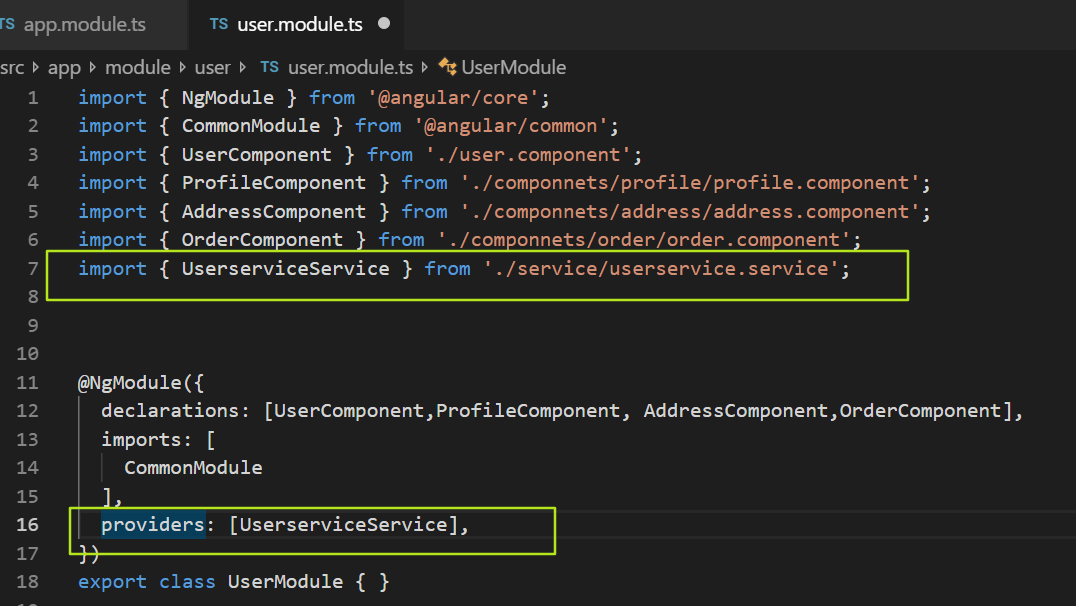 TS app.module.ts TS user.module.ts
src app module user TS user.module.ts UserModule
1 import { NgModule } from '@angular/core';
2 import { CommonModule } from '@angular/common';
3 import { UserComponent } from './user.component';
4 import { ProfileComponent } from './componnets/profile/profile.component';
5 import { AddressComponent } from './componnets/address/address.component';
6 import { OrderComponent } from './componnets/order/order.component';
7 import { UserserviceService } from './service/userservice.service';
8
9
10
11 @NgModule({
12 declarations: [UserComponent,ProfileComponent, AddressComponent,OrderComponent],
13 imports: [
14 CommonModule
15 ],
16 providers: [UserserviceService],
17 })
18 export class UserModule { }